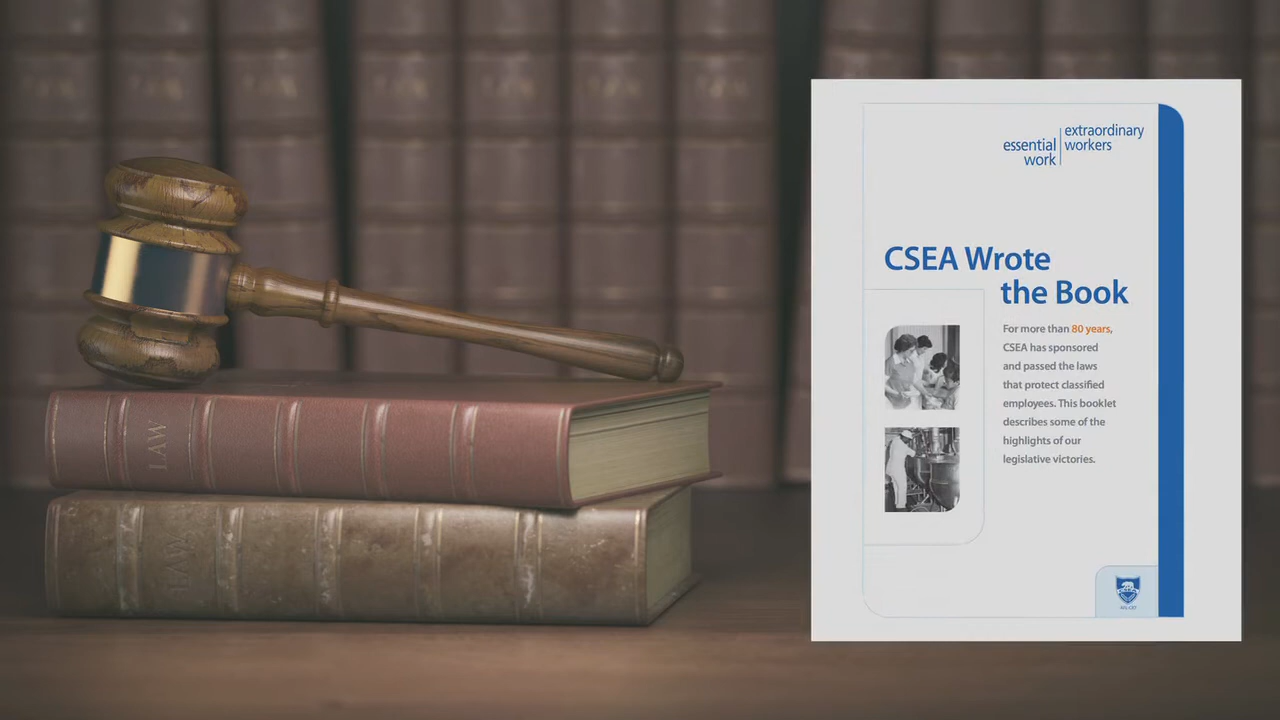 LAW
LAW
essential work
extraordinary workers
CSEA Wrote
the Book
For more than 80 years,
CSEA has sponsored
and passed the laws
that protect classified
employees. This booklet
describes some of the
highlights of our
legislative victories.